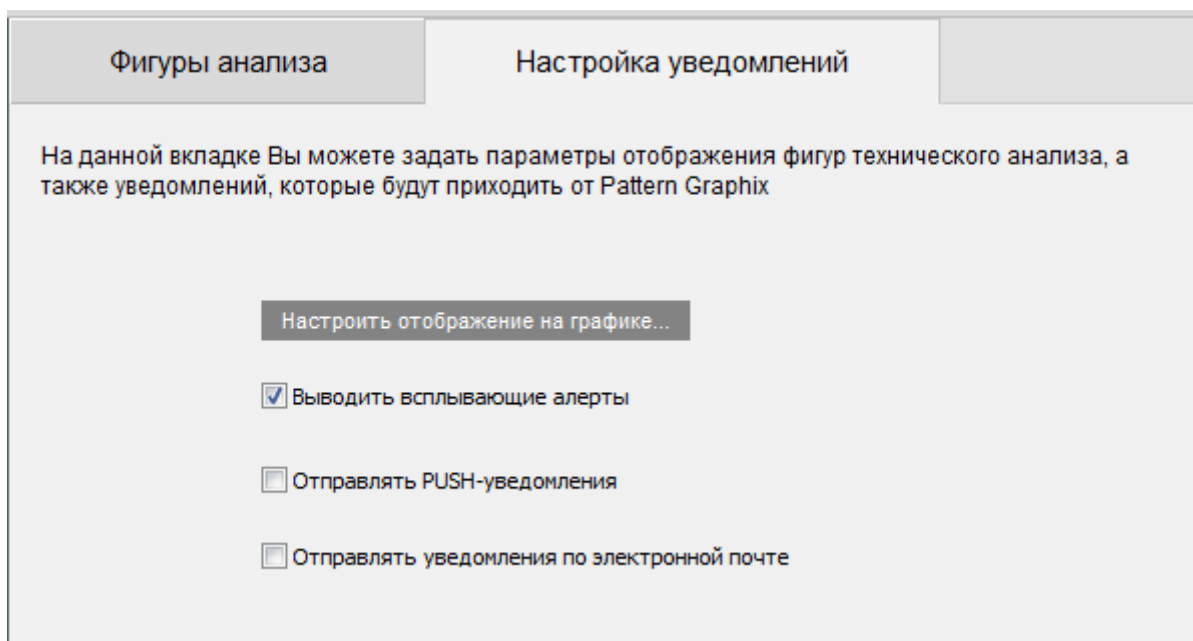 Фигуры анализа
Настройка уведомлений
На данной вкладке Вы можете задать параметры отображения фигур технического анализа, а
также уведомлений, которые будут приходить от Pattern Graphix
Настроить отображение на графике...
Выводить всплывающие алерты
Отправлять PUSH-уведомления
Отправлять уведомления по электронной почте